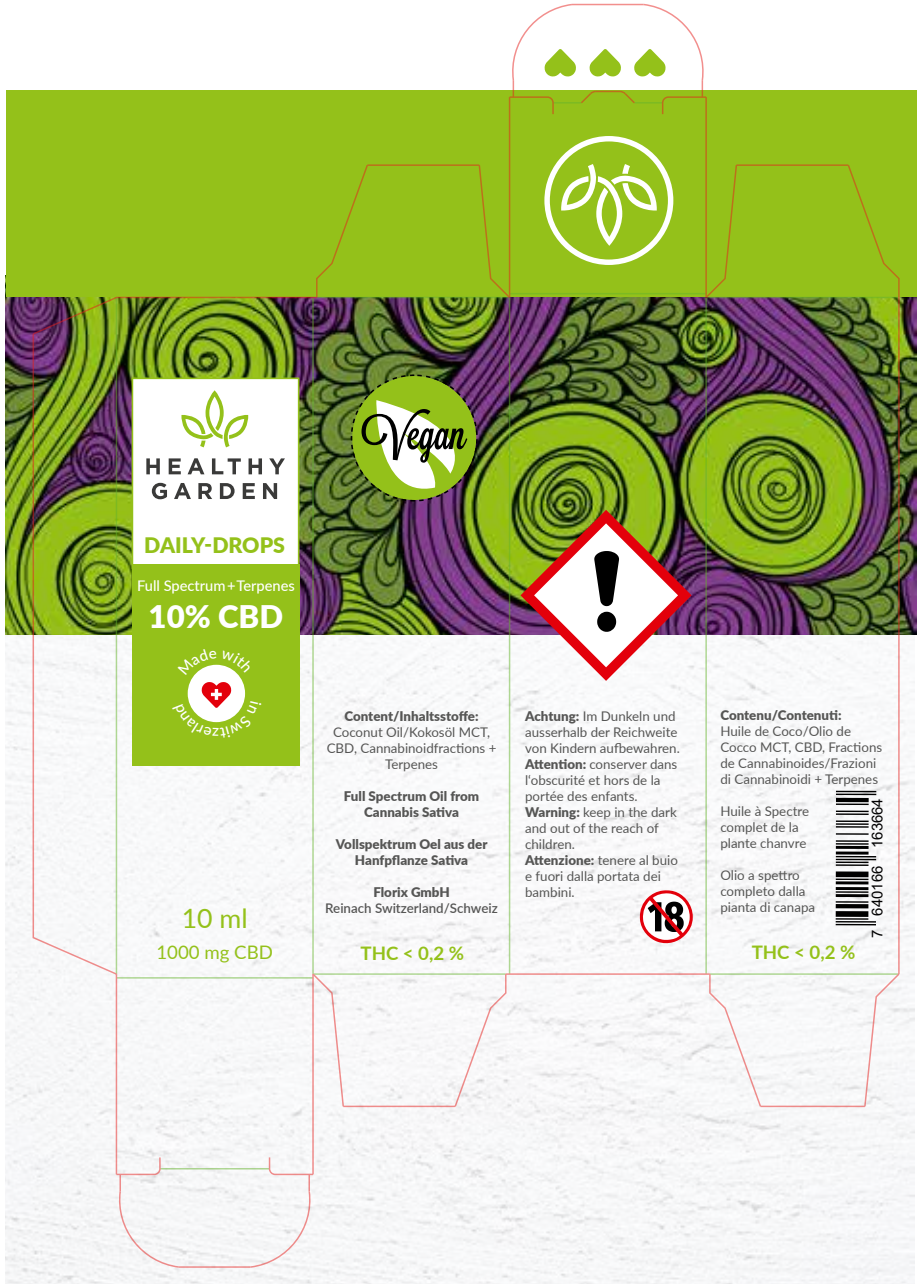 HEALTHY
GARDEN
DAILY-DROPS
Full Spectrum+Terpenes
10% CBD
Made with
in Switzerland
10 ml
1000 mg CBD
Vegan
Content/Inhaltsstoffe:
Coconut Oil/Kokosöl MCT,
CBD, Cannabinoidfractions +
Terpenes
Full Spectrum Oil from
Cannabis Sativa
Vollspektrum Oel aus der
Hanfpflanze Sativa
Florix GmbH
Reinach Switzerland/Schweiz
THC < 0,2 %
!
Achtung: Im Dunkeln und
ausserhalb der Reichweite
von Kindern aufbewahren.
Attention: conserver dans
l'obscurité et hors de la
portée des enfants.
Warning: keep in the dark
and out of the reach of
children.
Attenzione: tenere al buio
e fuori dalla portata dei
bambini.
18
Contenu/Contenuti:
Huile de Coco/Olio de
Cocco MCT, CBD, Fractions
de Cannabinoides/Frazioni
di Cannabinoidi + Terpenes
Huile à Spectre
complet de la
plante chanvre
Olio a spettro
completo dalla
pianta di canapa
7 640166 163664
THC < 0,2 %